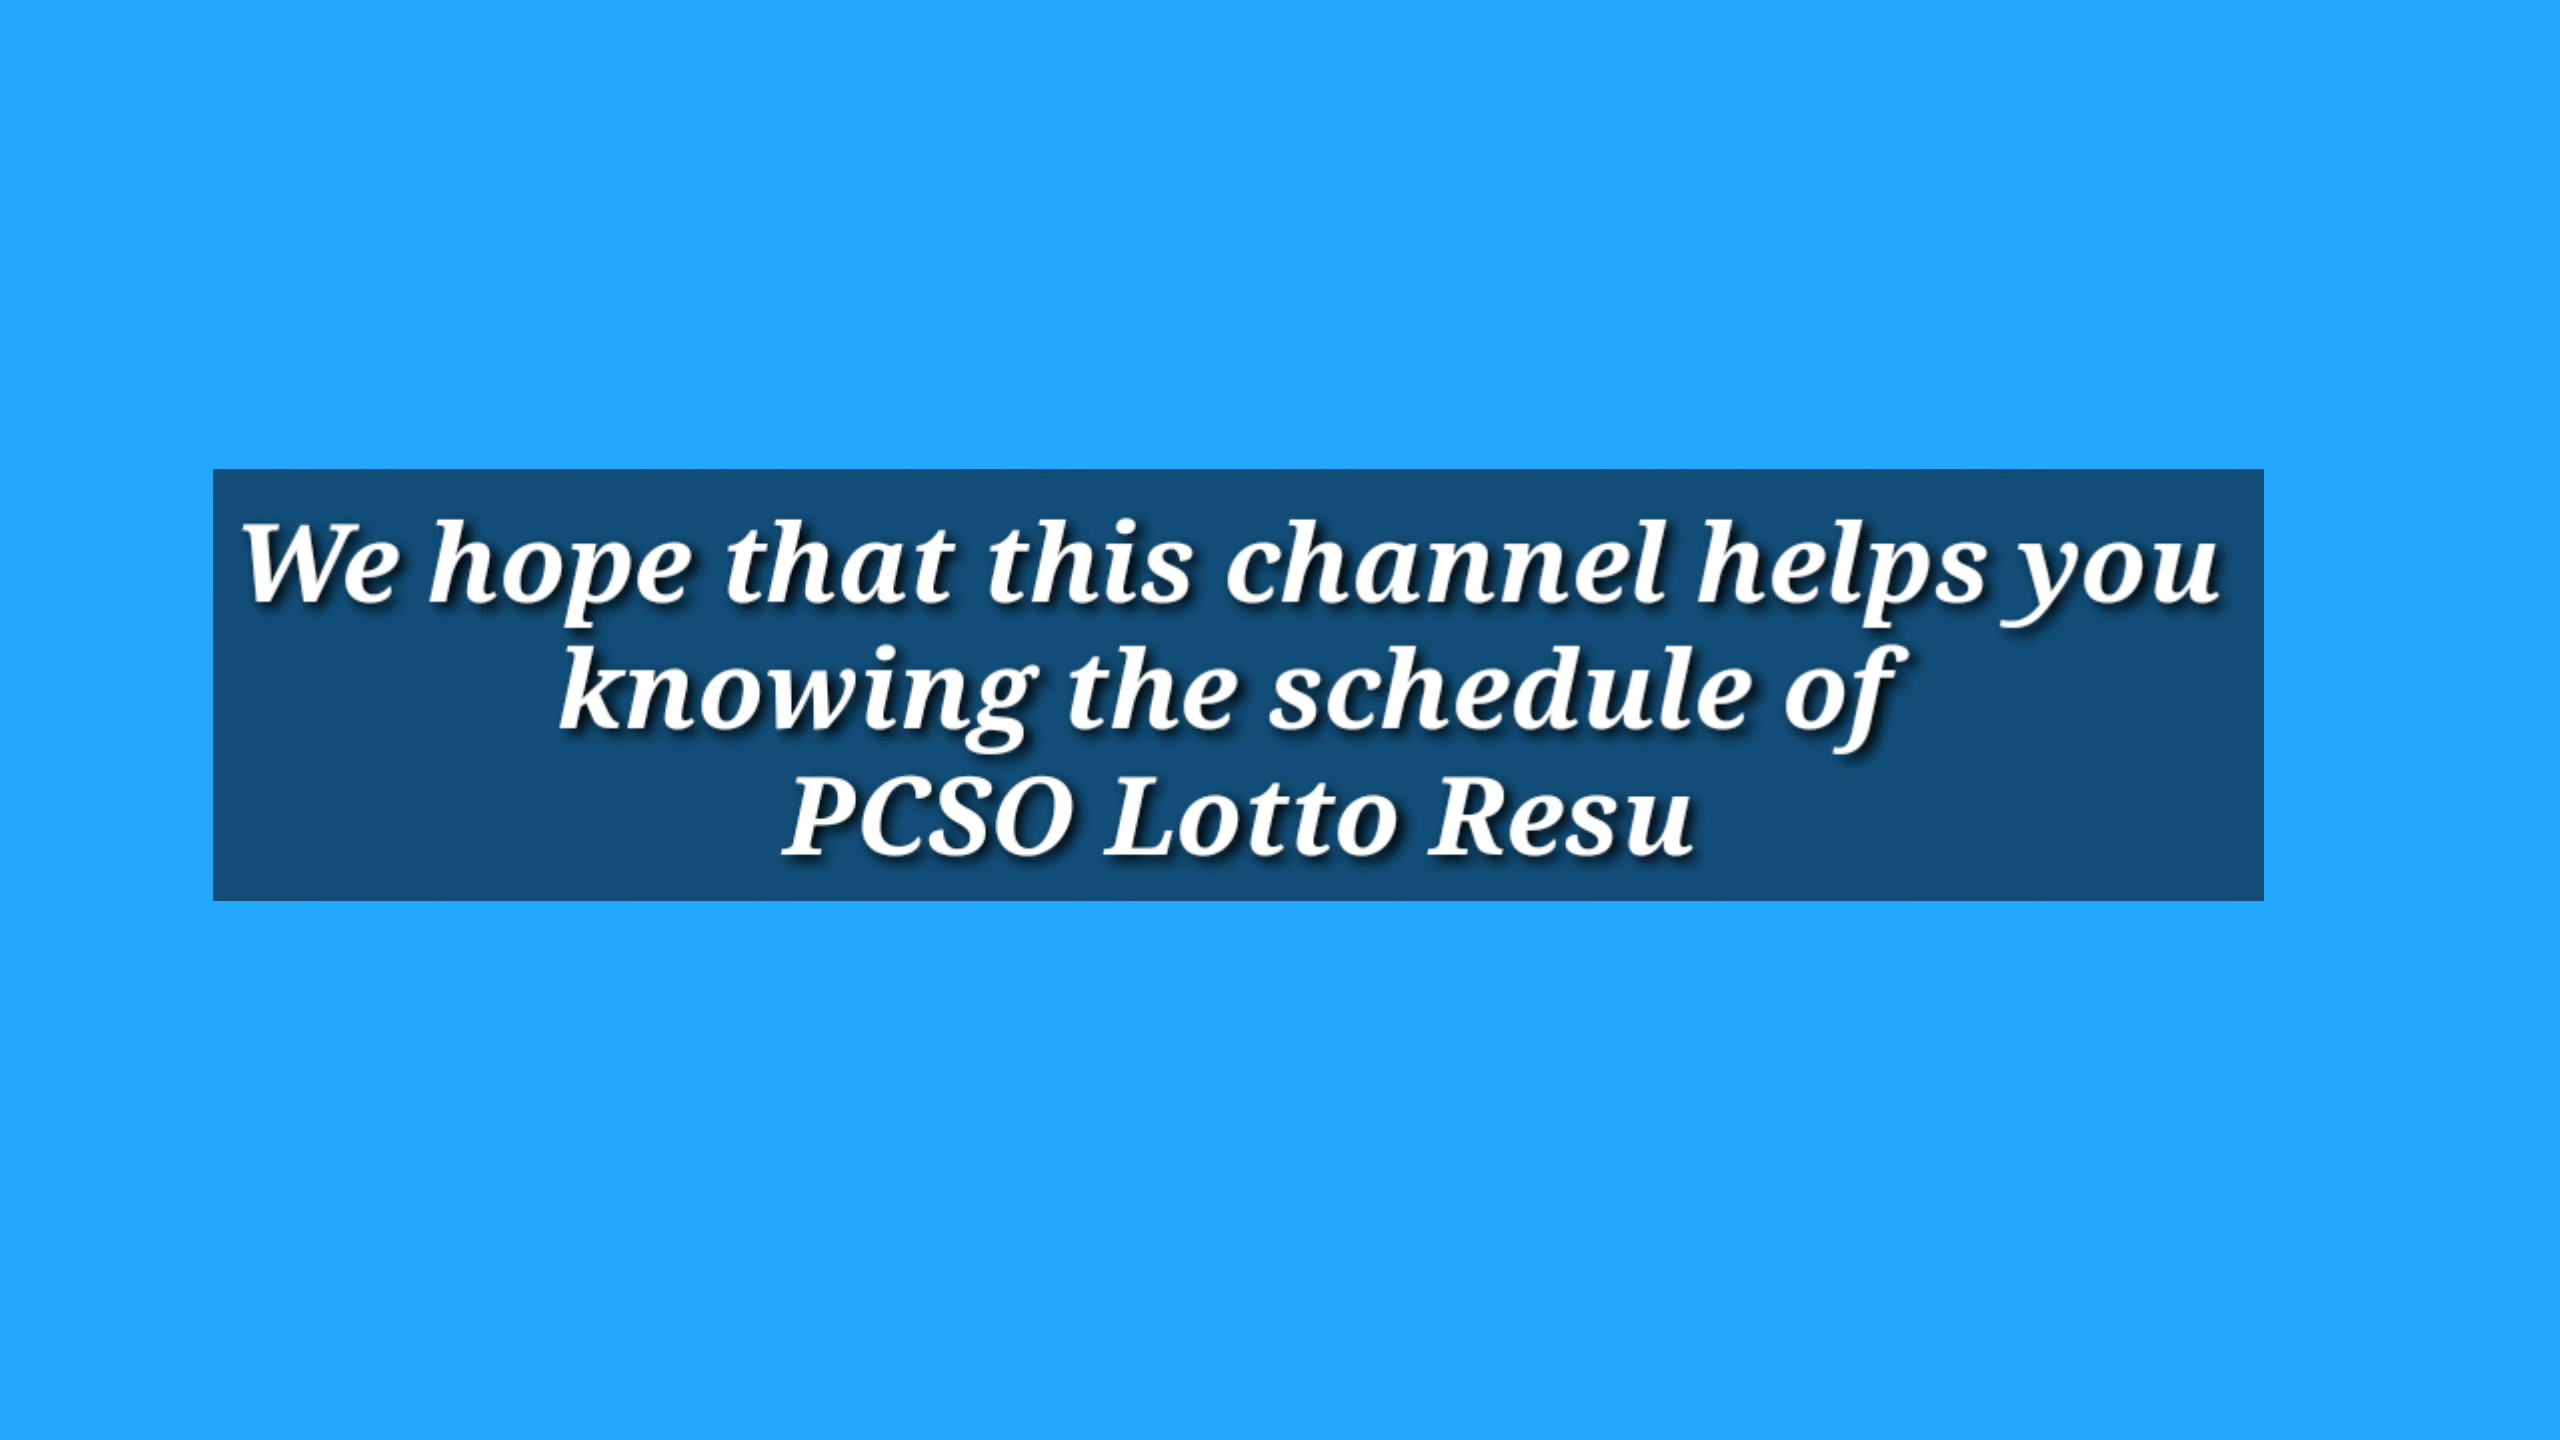 We hope that this channel helps you
knowing the schedule of
PCSO Lotto Resu